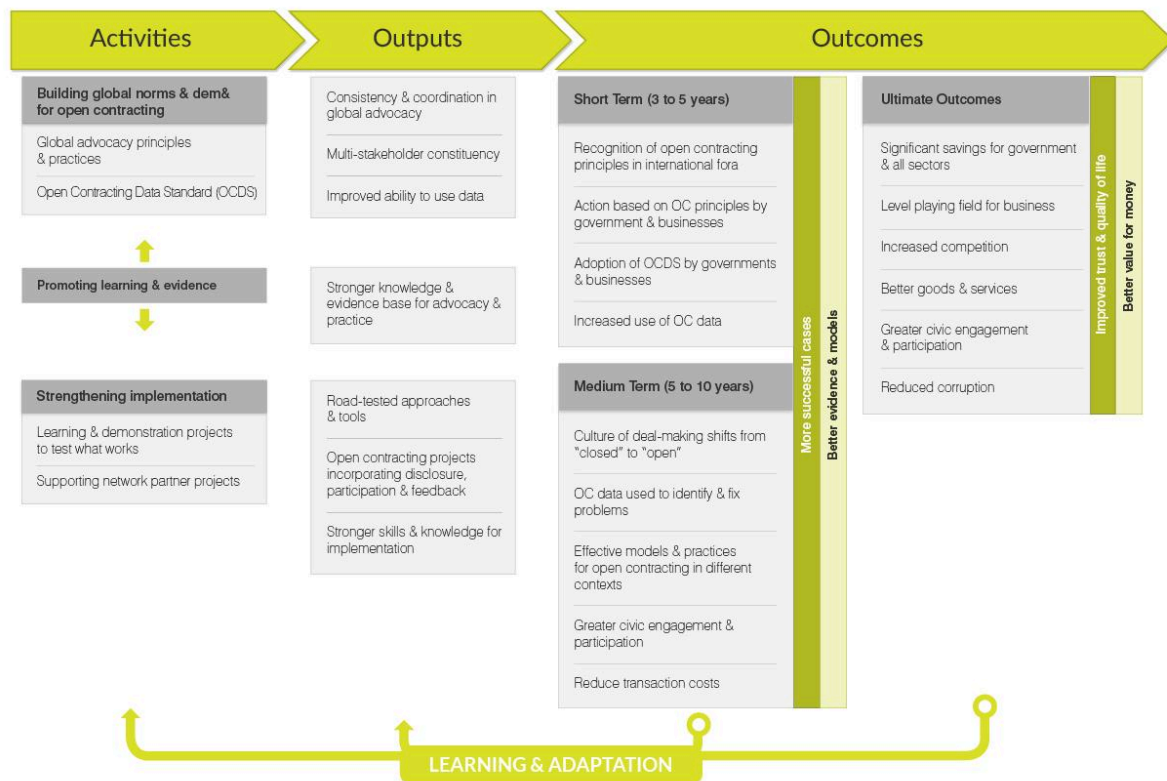 Activities
Outputs
Outcomes
Building global norms & dem&
for open contracting
Global advocacy principles
& practices
Open Contracting Data Standard (OCDS)
Promoting learning & evidence
Strengthening implementation
Learning & demonstration projects
to test what works
Supporting network partner projects
Consistency & coordination in
global advocacy
Multi-stakeholder constituency
Improved ability to use data
Stronger knowledge &
evidence base for advocacy &
practice
Road-tested approaches
& tools
Open contracting projects
incorporating disclosure,
participation & feedback
Stronger skills & knowledge for
implementation
Short Term (3 to 5 years)
Recognition of open contracting
principles in international fora
Action based on OC principles by
government & businesses
Adoption of OCDS by governments
& businesses
Increased use of OC data
Medium Term (5 to 10 years)
Culture of deal-making shifts from
“closed” to “open”
OC data used to identify & fix
problems
Effective models & practices
for open contracting in different
contexts
Greater civic engagement &
participation
Reduce transaction costs
More successful cases
Better evidence & models
Ultimate Outcomes
Significant savings for government
& all sectors
Level playing field for business
Increased competition
Better goods & services
Greater civic engagement
& participation
Reduced corruption
Improved trust & quality of life
Better value for money
LEARNING & ADAPTATION